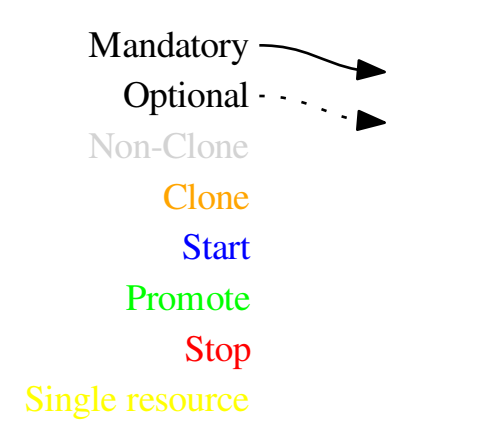 Mandatory
Optional
Non-Clone
Clone
Start
Promote
Stop
Single resource